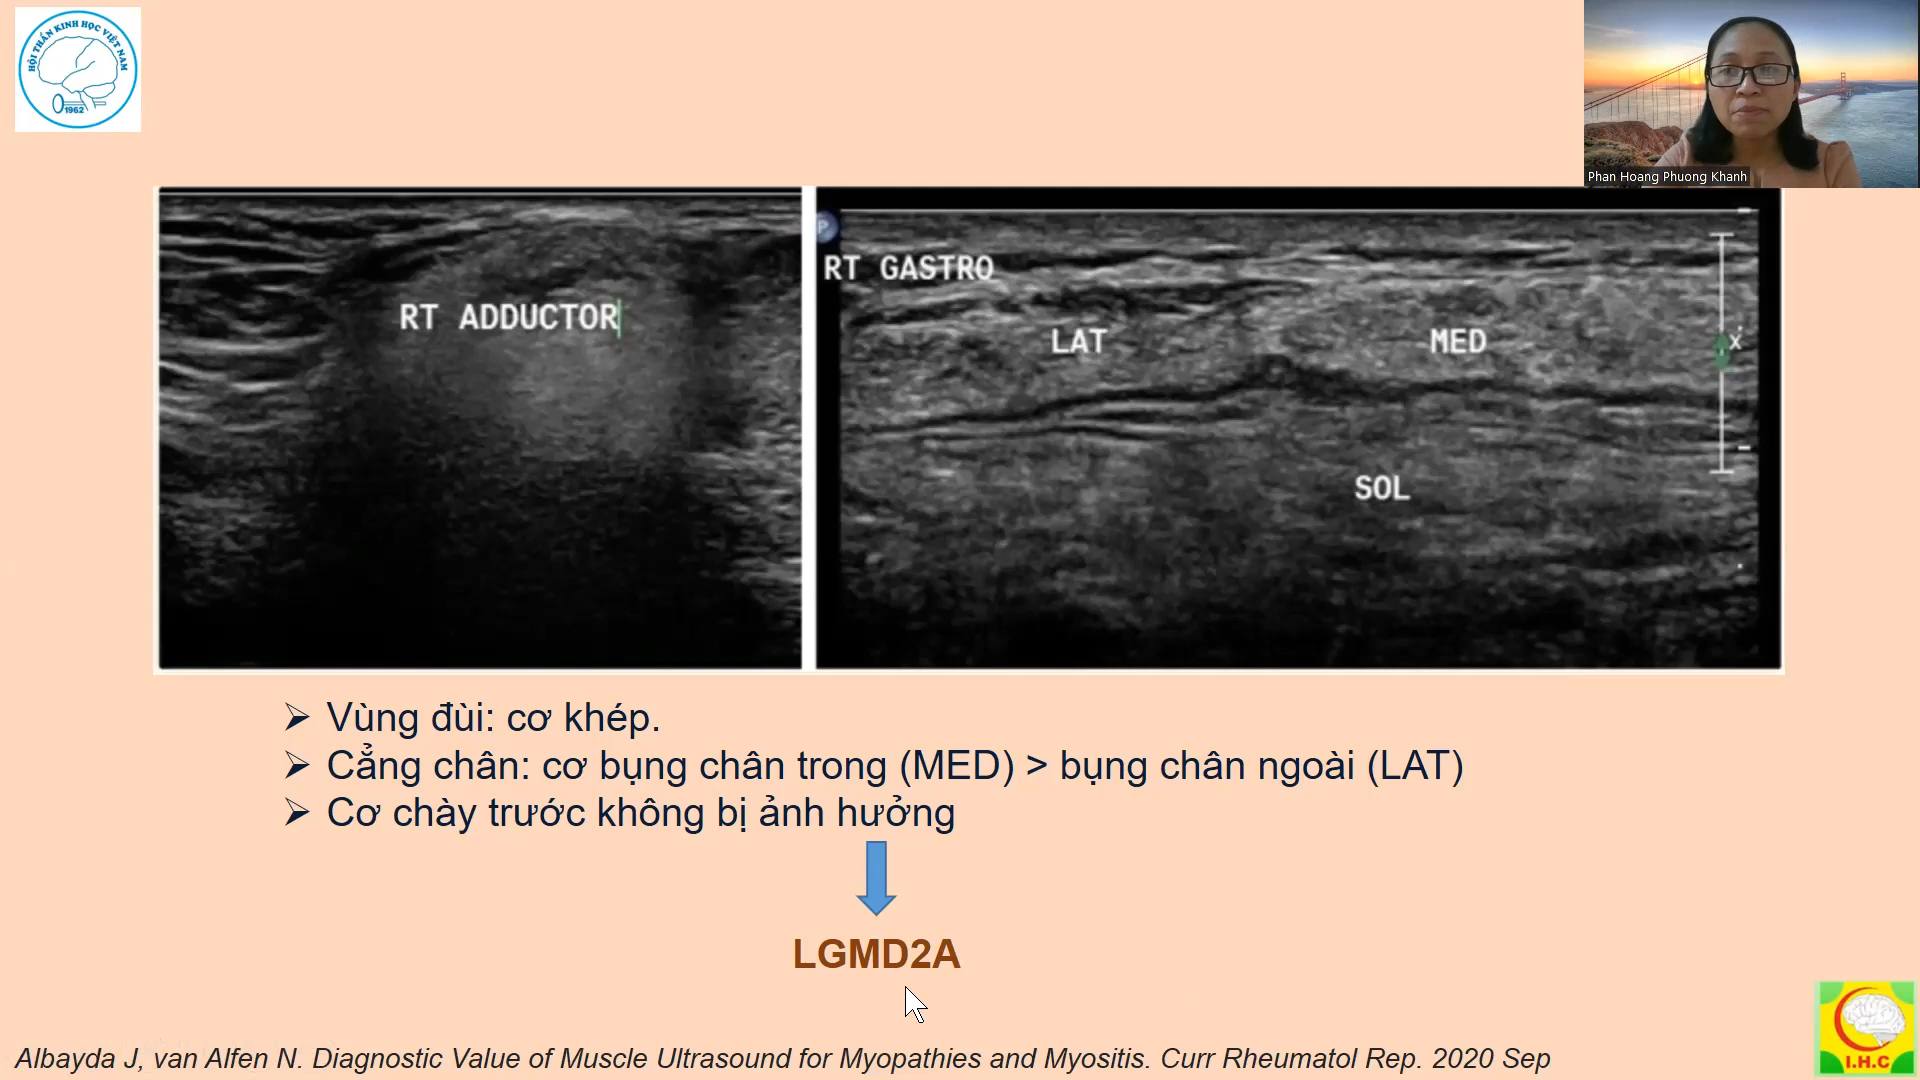 HỘI THẦN KINH HỌC VIỆT NAM
1962
Phan Hoang Phuong Khanh
P
RT ADDUCTOR
RT GASTRO
LAT
MED
X
SOL
➢ Vùng đùi: cơ khép.
➢ Cẳng chân: cơ bụng chân trong (MED) > bụng chân ngoài (LAT)
➢ Cơ chày trước không bị ảnh hưởng
LGMD2A
I.H.C
Albayda J, van Alfen N. Diagnostic Value of Muscle Ultrasound for Myopathies and Myositis. Curr Rheumatol Rep. 2020 Sep